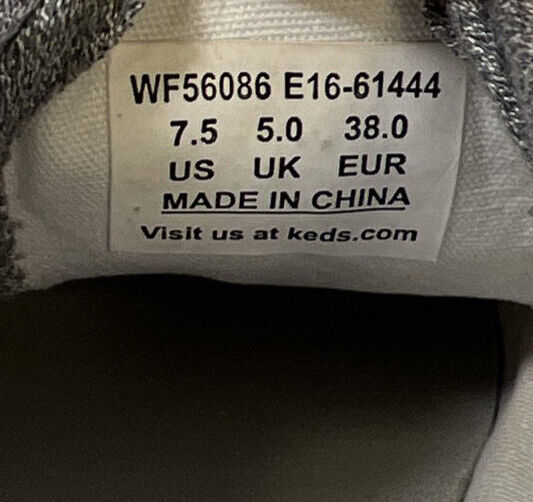 WF56086 E16-61444
7.5 5.0 38.0
US UK EUR
MADE IN CHINA
Visit us at keds.com